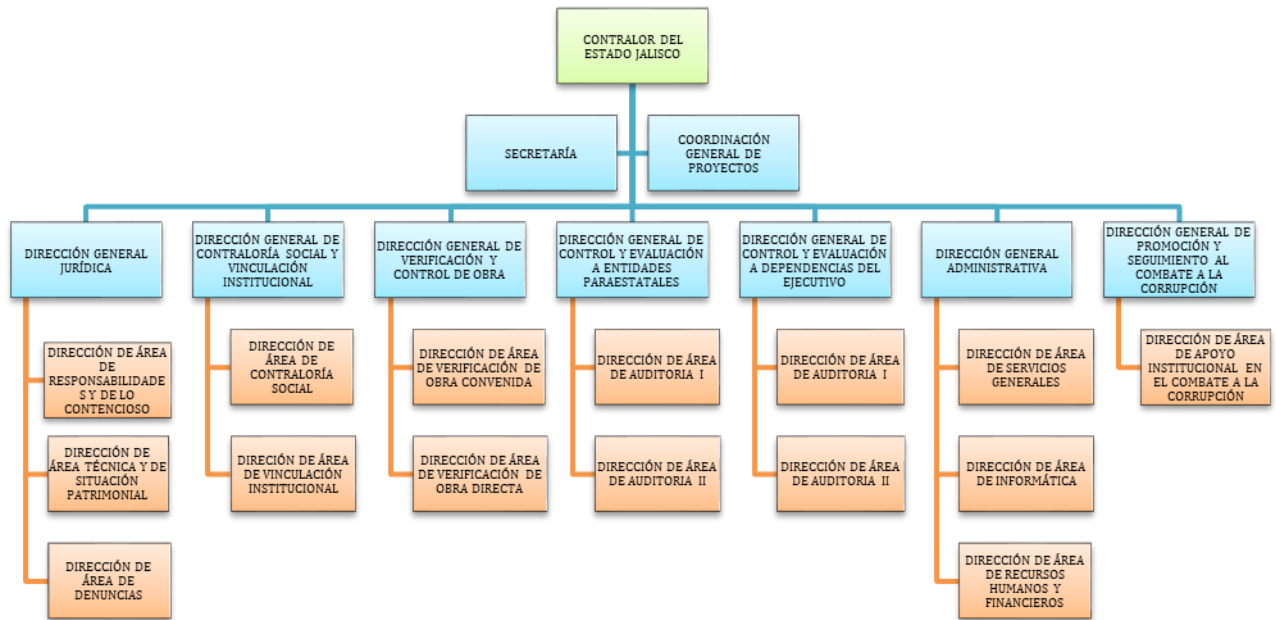 CONTRALOR DEL
ESTADO JALISCO
SECRETARÍA
COORDINACIÓN
GENERAL DE
PROYECTOS
DIRECCIÓN GENERAL
JURÍDICA
DIRECCIÓN GENERAL DE
CONTRALORÍA SOCIAL Y
VINCULACIÓN
INSTITUCIONAL
DIRECCIÓN GENERAL DE
VERIFICACIÓN Y
CONTROL DE OBRA
DIRECCIÓN GENERAL DE
CONTROL Y EVALUACIÓN
A ENTIDADES
PARAESTATALES
DIRECCIÓN GENERAL DE
CONTROL Y EVALUACIÓN
A DEPENDENCIAS DEL
EJECUTIVO
DIRECCIÓN GENERAL
ADMINISTRATIVA
DIRECCIÓN GENERAL DE
PROMOCIÓN Y
SEGUIMIENTO AL
COMBATE A LA
CORRUPCIÓN
DIRECCIÓN DE ÁREA
DE
RESPONSABILIDADE
S Y DE LO
CONTENCIOSO
DIRECCIÓN DE
ÁREA DE
CONTRALORÍA
SOCIAL
DIRECCIÓN DE ÁREA
DE VERIFICACIÓN DE
OBRA CONVENIDA
DIRECCIÓN DE ÁREA
DE AUDITORIA I
DIRECCIÓN DE ÁREA
DE AUDITORIA I
DIRECCIÓN DE ÁREA
DE SERVICIOS
GENERALES
DIRECCIÓN DE ÁREA
DE APOYO
INSTITUCIONAL EN
EL COMBATE A LA
CORRUPCIÓN
DIRECCIÓN DE
ÁREA TÉCNICA Y DE
SITUACIÓN
PATRIMONIAL
DIRECIÓN DE ÁREA
DE VINCULACIÓN
INSTITUCIONAL
DIRECCIÓN DE ÁREA
DE VERIFICACIÓN DE
OBRA DIRECTA
DIRECCIÓN DE ÁREA
DE AUDITORIA II
DIRECCIÓN DE ÁREA
DE AUDITORIA II
DIRECCIÓN DE ÁREA
DE INFORMÁTICA
DIRECCIÓN DE
ÁREA DE
DENUNCIAS
DIRECCIÓN DE ÁREA
DE RECURSOS
HUMANOS Y
FINANCIEROS